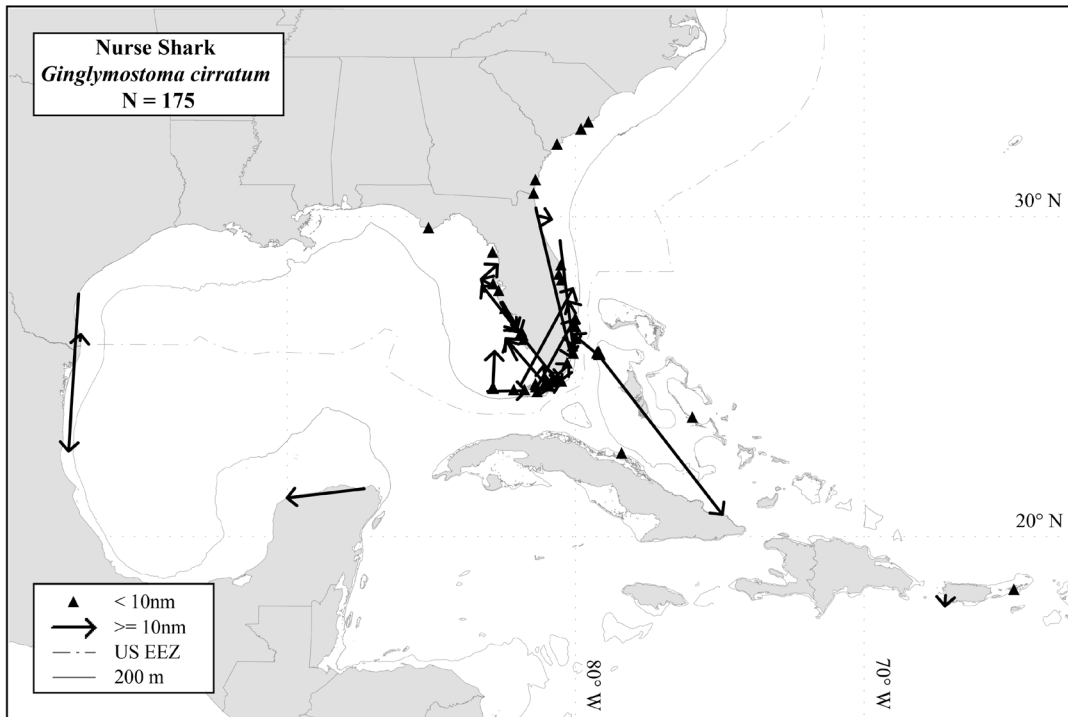 Nurse Shark
Ginglymostoma cirratum
N = 175
30° N
20° N
80° W
70° W
< 10nm
>= 10nm
US EEZ
200 m